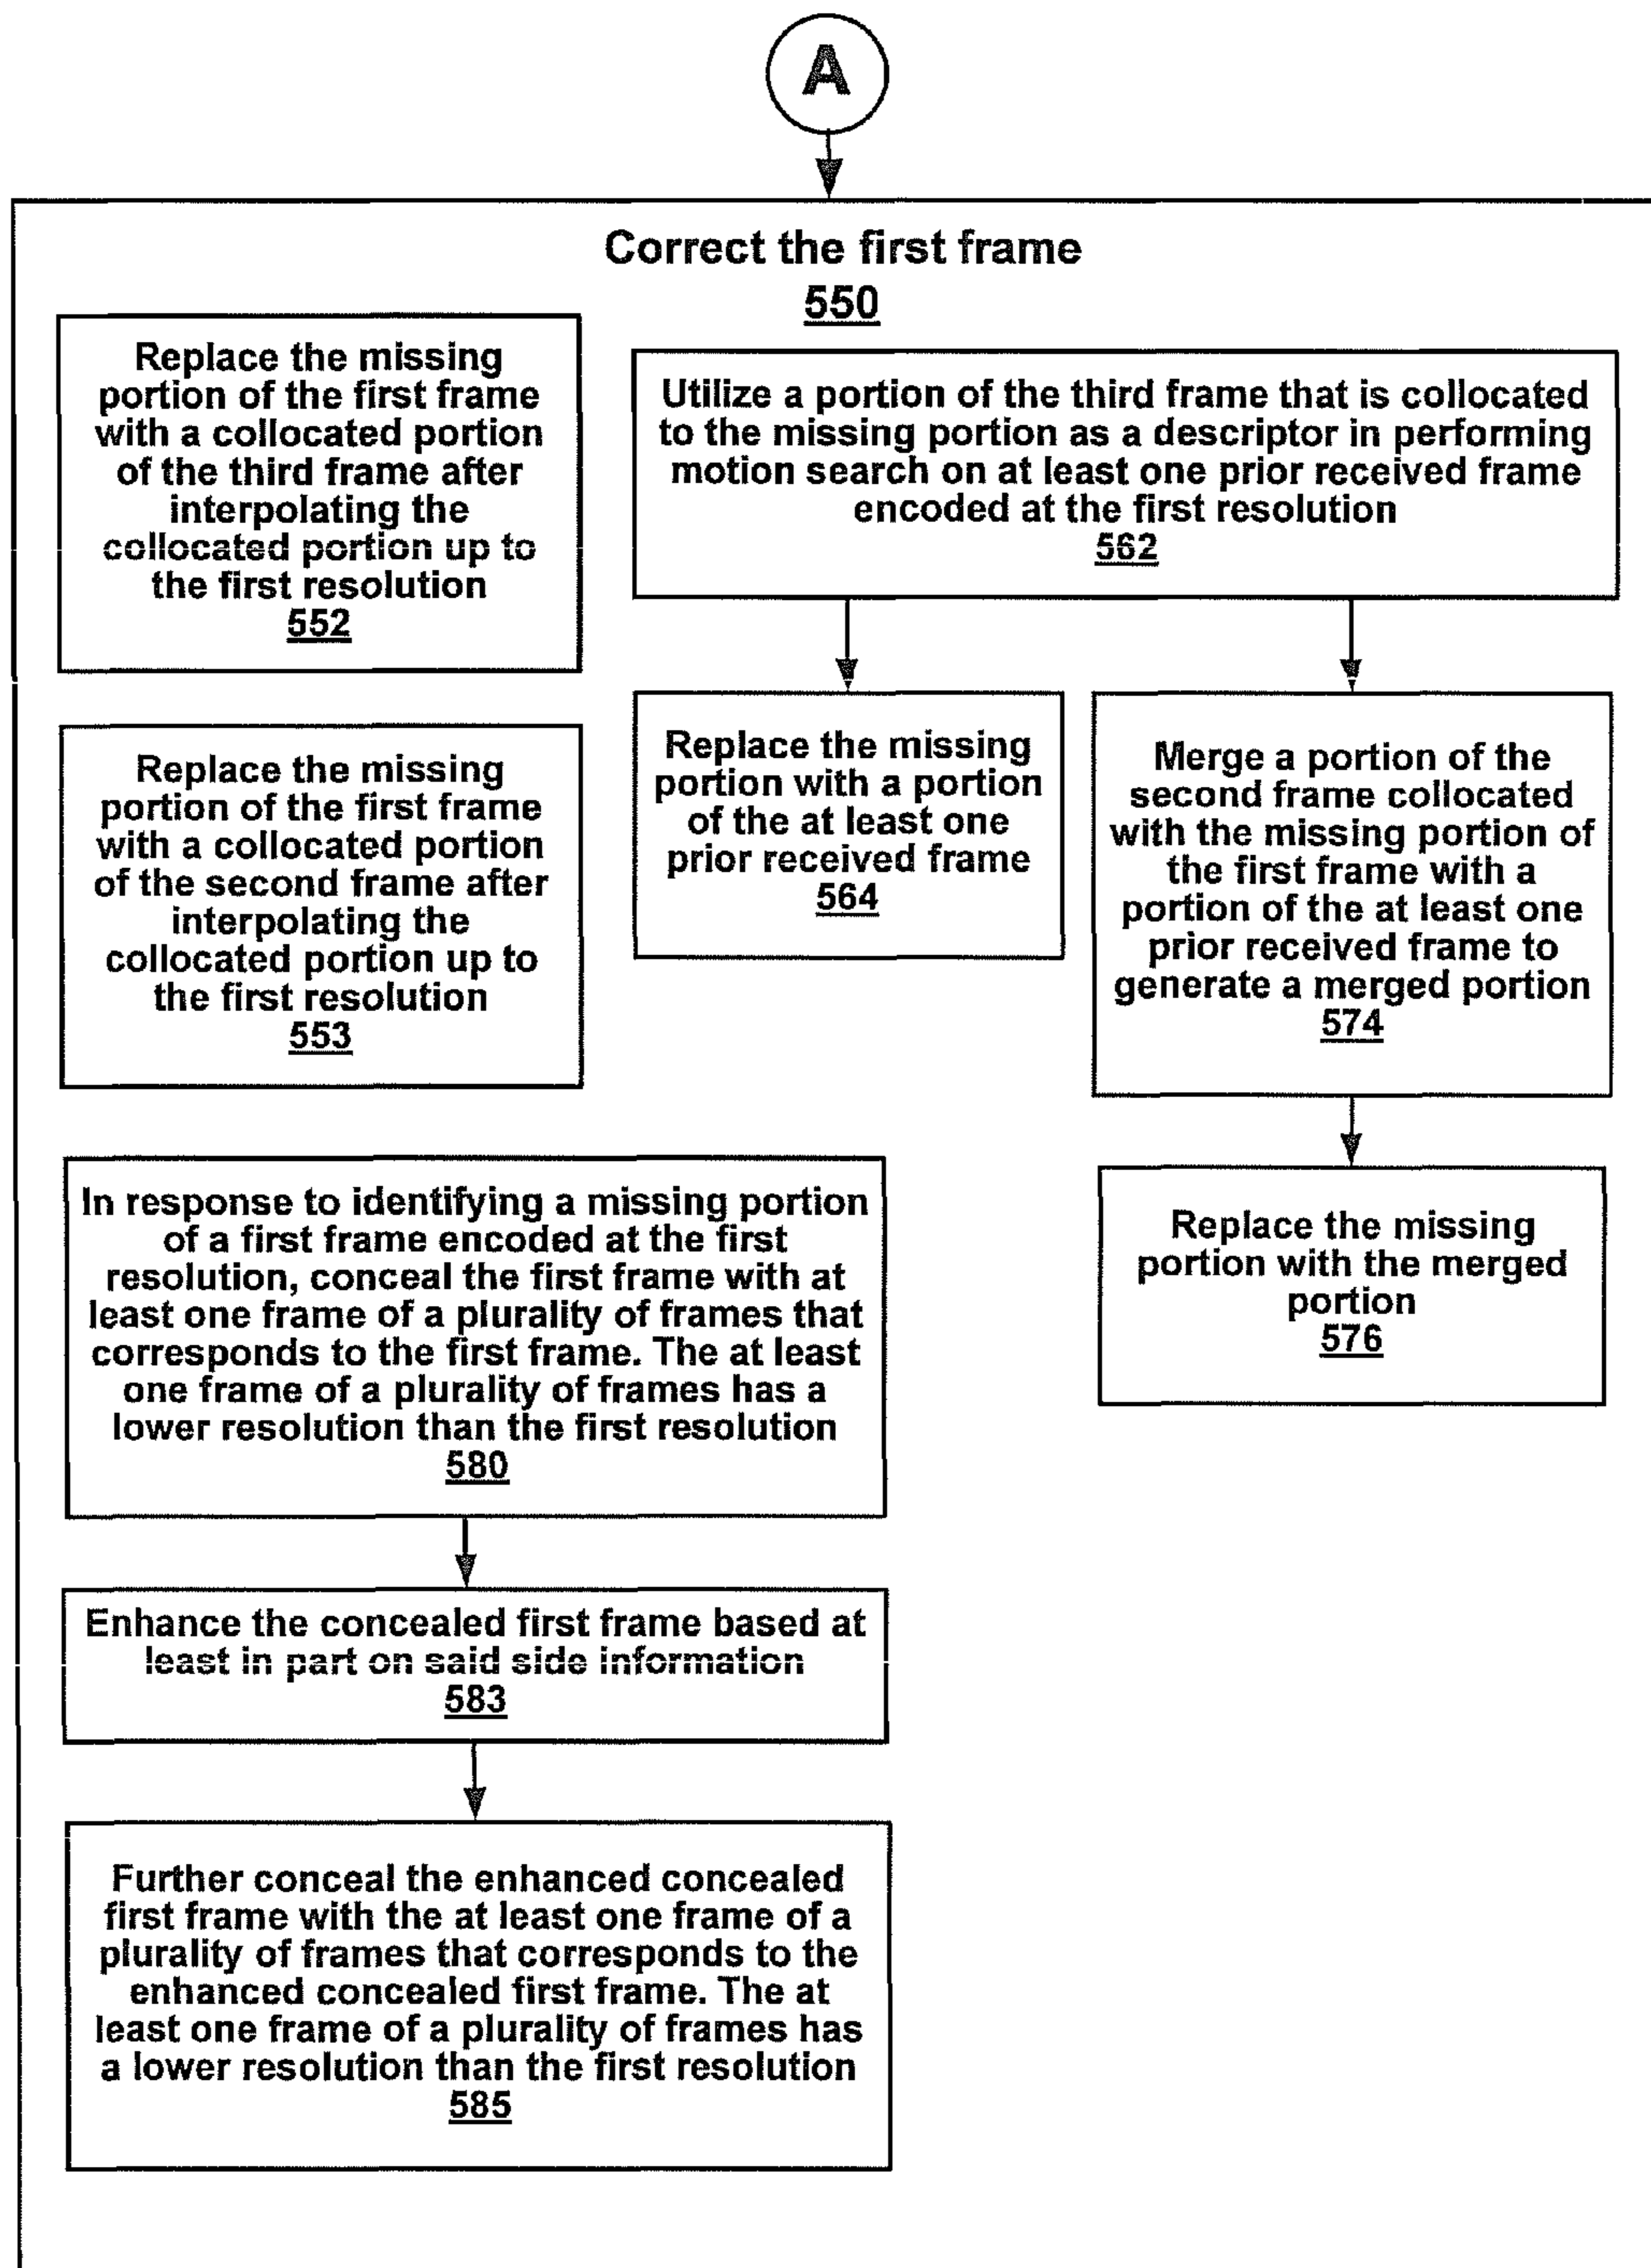 A
Correct the first frame
550
Replace the missing
portion of the first frame
with a collocated portion
of the third frame after
interpolating the
collocated portion up to
the first resolution
552
Utilize a portion of the third frame that is collocated
to the missing portion as a descriptor in performing
motion search on at least one prior received frame
encoded at the first resolution
562
Replace the missing
portion of the first frame
with a collocated portion
of the second frame after
interpolating the
collocated portion up to
the first resolution
553
Replace the missing
portion with a portion
of the at least one
prior received frame
564
Merge a portion of the
second frame collocated
with the missing portion of
the first frame with a
portion of the at least one
prior received frame to
generate a merged portion
574
Replace the missing
portion with the merged
portion
576
In response to identifying a missing portion
of a first frame encoded at the first
resolution, conceal the first frame with at
least one frame of a plurality of frames that
corresponds to the first frame. The at least
one frame of a plurality of frames has a
lower resolution than the first resolution
580
Enhance the concealed first frame based at
least in part on said side information
583
Further conceal the enhanced concealed
first frame with the at least one frame of a
plurality of frames that corresponds to the
enhanced concealed first frame. The at
least one frame of a plurality of frames has
a lower resolution than the first resolution
585